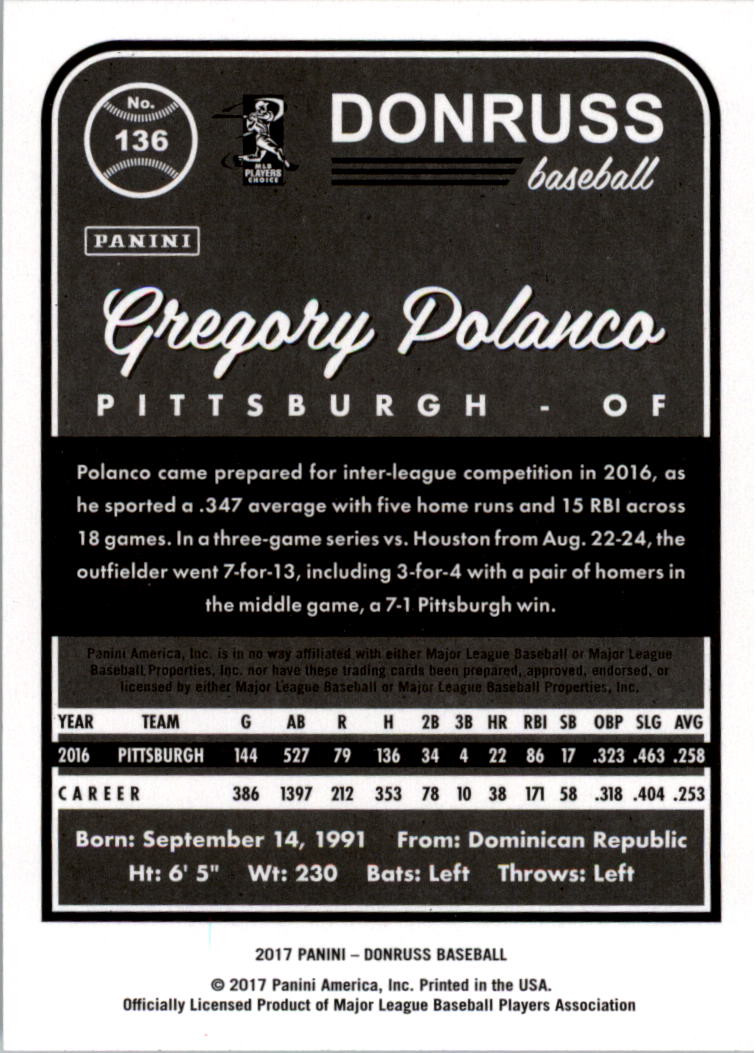 No.
136
MLB
PLAYERS
CHOICE
DONRUSS
baseball
PANINI
Gregory Polanco
PITTSBURGH - OF
Polanco came prepared for inter-league competition in 2016, as
he sported a .347 average with five home runs and 15 RBI across
18 games. In a three-game series vs. Houston from Aug. 22-24, the
outfielder went 7-for-13, including 3-for-4 with a pair of homers in
the middle game, a 7-1 Pittsburgh win.
Panini America, Inc. is in no way affiliated with either Major League Baseball or Major League
Baseball Properties, Inc. nor have these trading cards been prepared, approved, endorsed, or
licensed by either Major League Baseball or Major League Baseball Properties, Inc.
YEAR TEAM G AB R H 2B 3B HR RBI SB OBP SLG AVG
2016 PITTSBURGH 144 527 79 136 34 4 22 86 17 .323 .463 .258
CAREER 386 1397 212 353 78 10 38 171 58 .318 .404 .253
Born: September 14, 1991 From: Dominican Republic
Ht: 6' 5" Wt: 230 Bats: Left Throws: Left
2017 PANINI – DONRUSS BASEBALL
© 2017 Panini America, Inc. Printed in the USA.
Officially Licensed Product of Major League Baseball Players Association